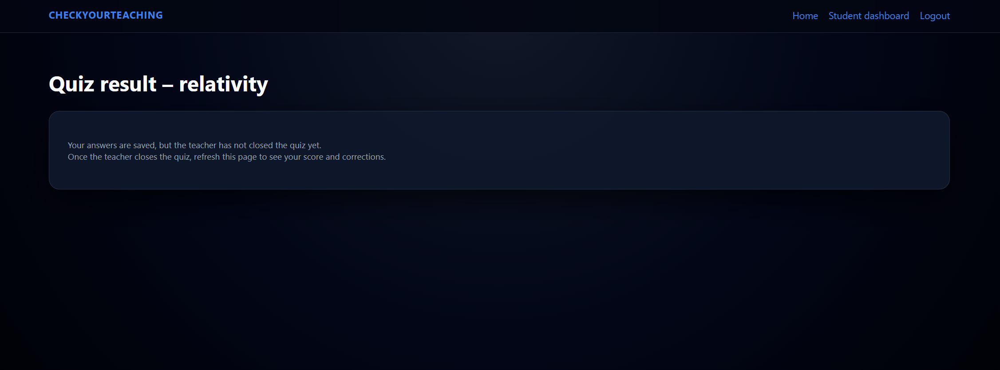 CHECKYOURTEACHING
Home Student dashboard Logout
Quiz result – relativity
Your answers are saved, but the teacher has not closed the quiz yet.
Once the teacher closes the quiz, refresh this page to see your score and corrections.